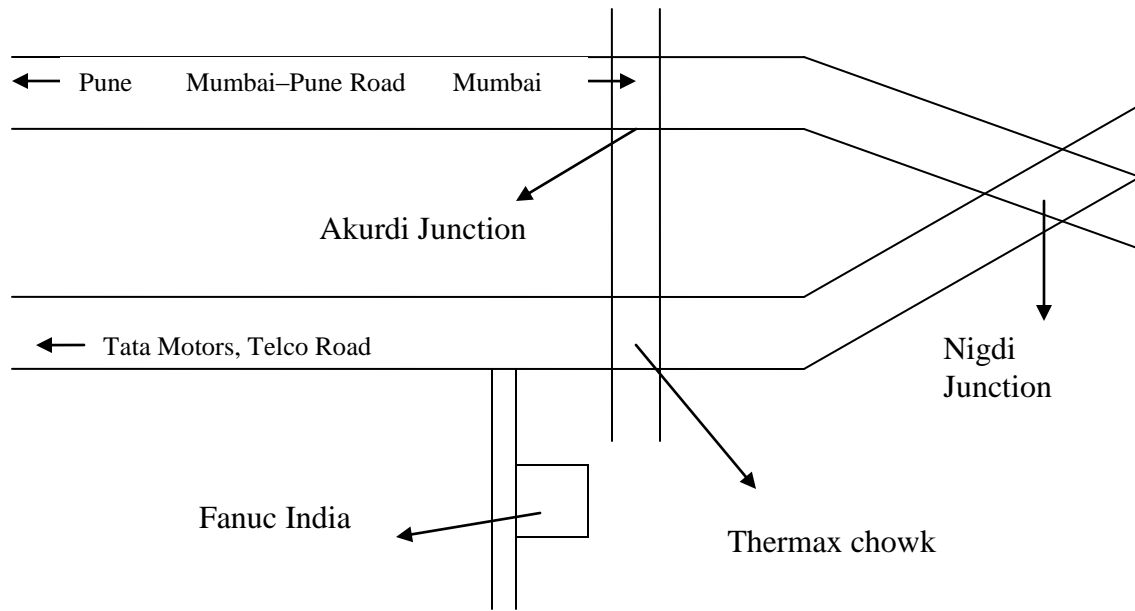 Pune Mumbai–Pune Road Mumbai
Akurdi Junction
Tata Motors, Telco Road
Nigdi
Junction
Fanuc India
Thermax chowk